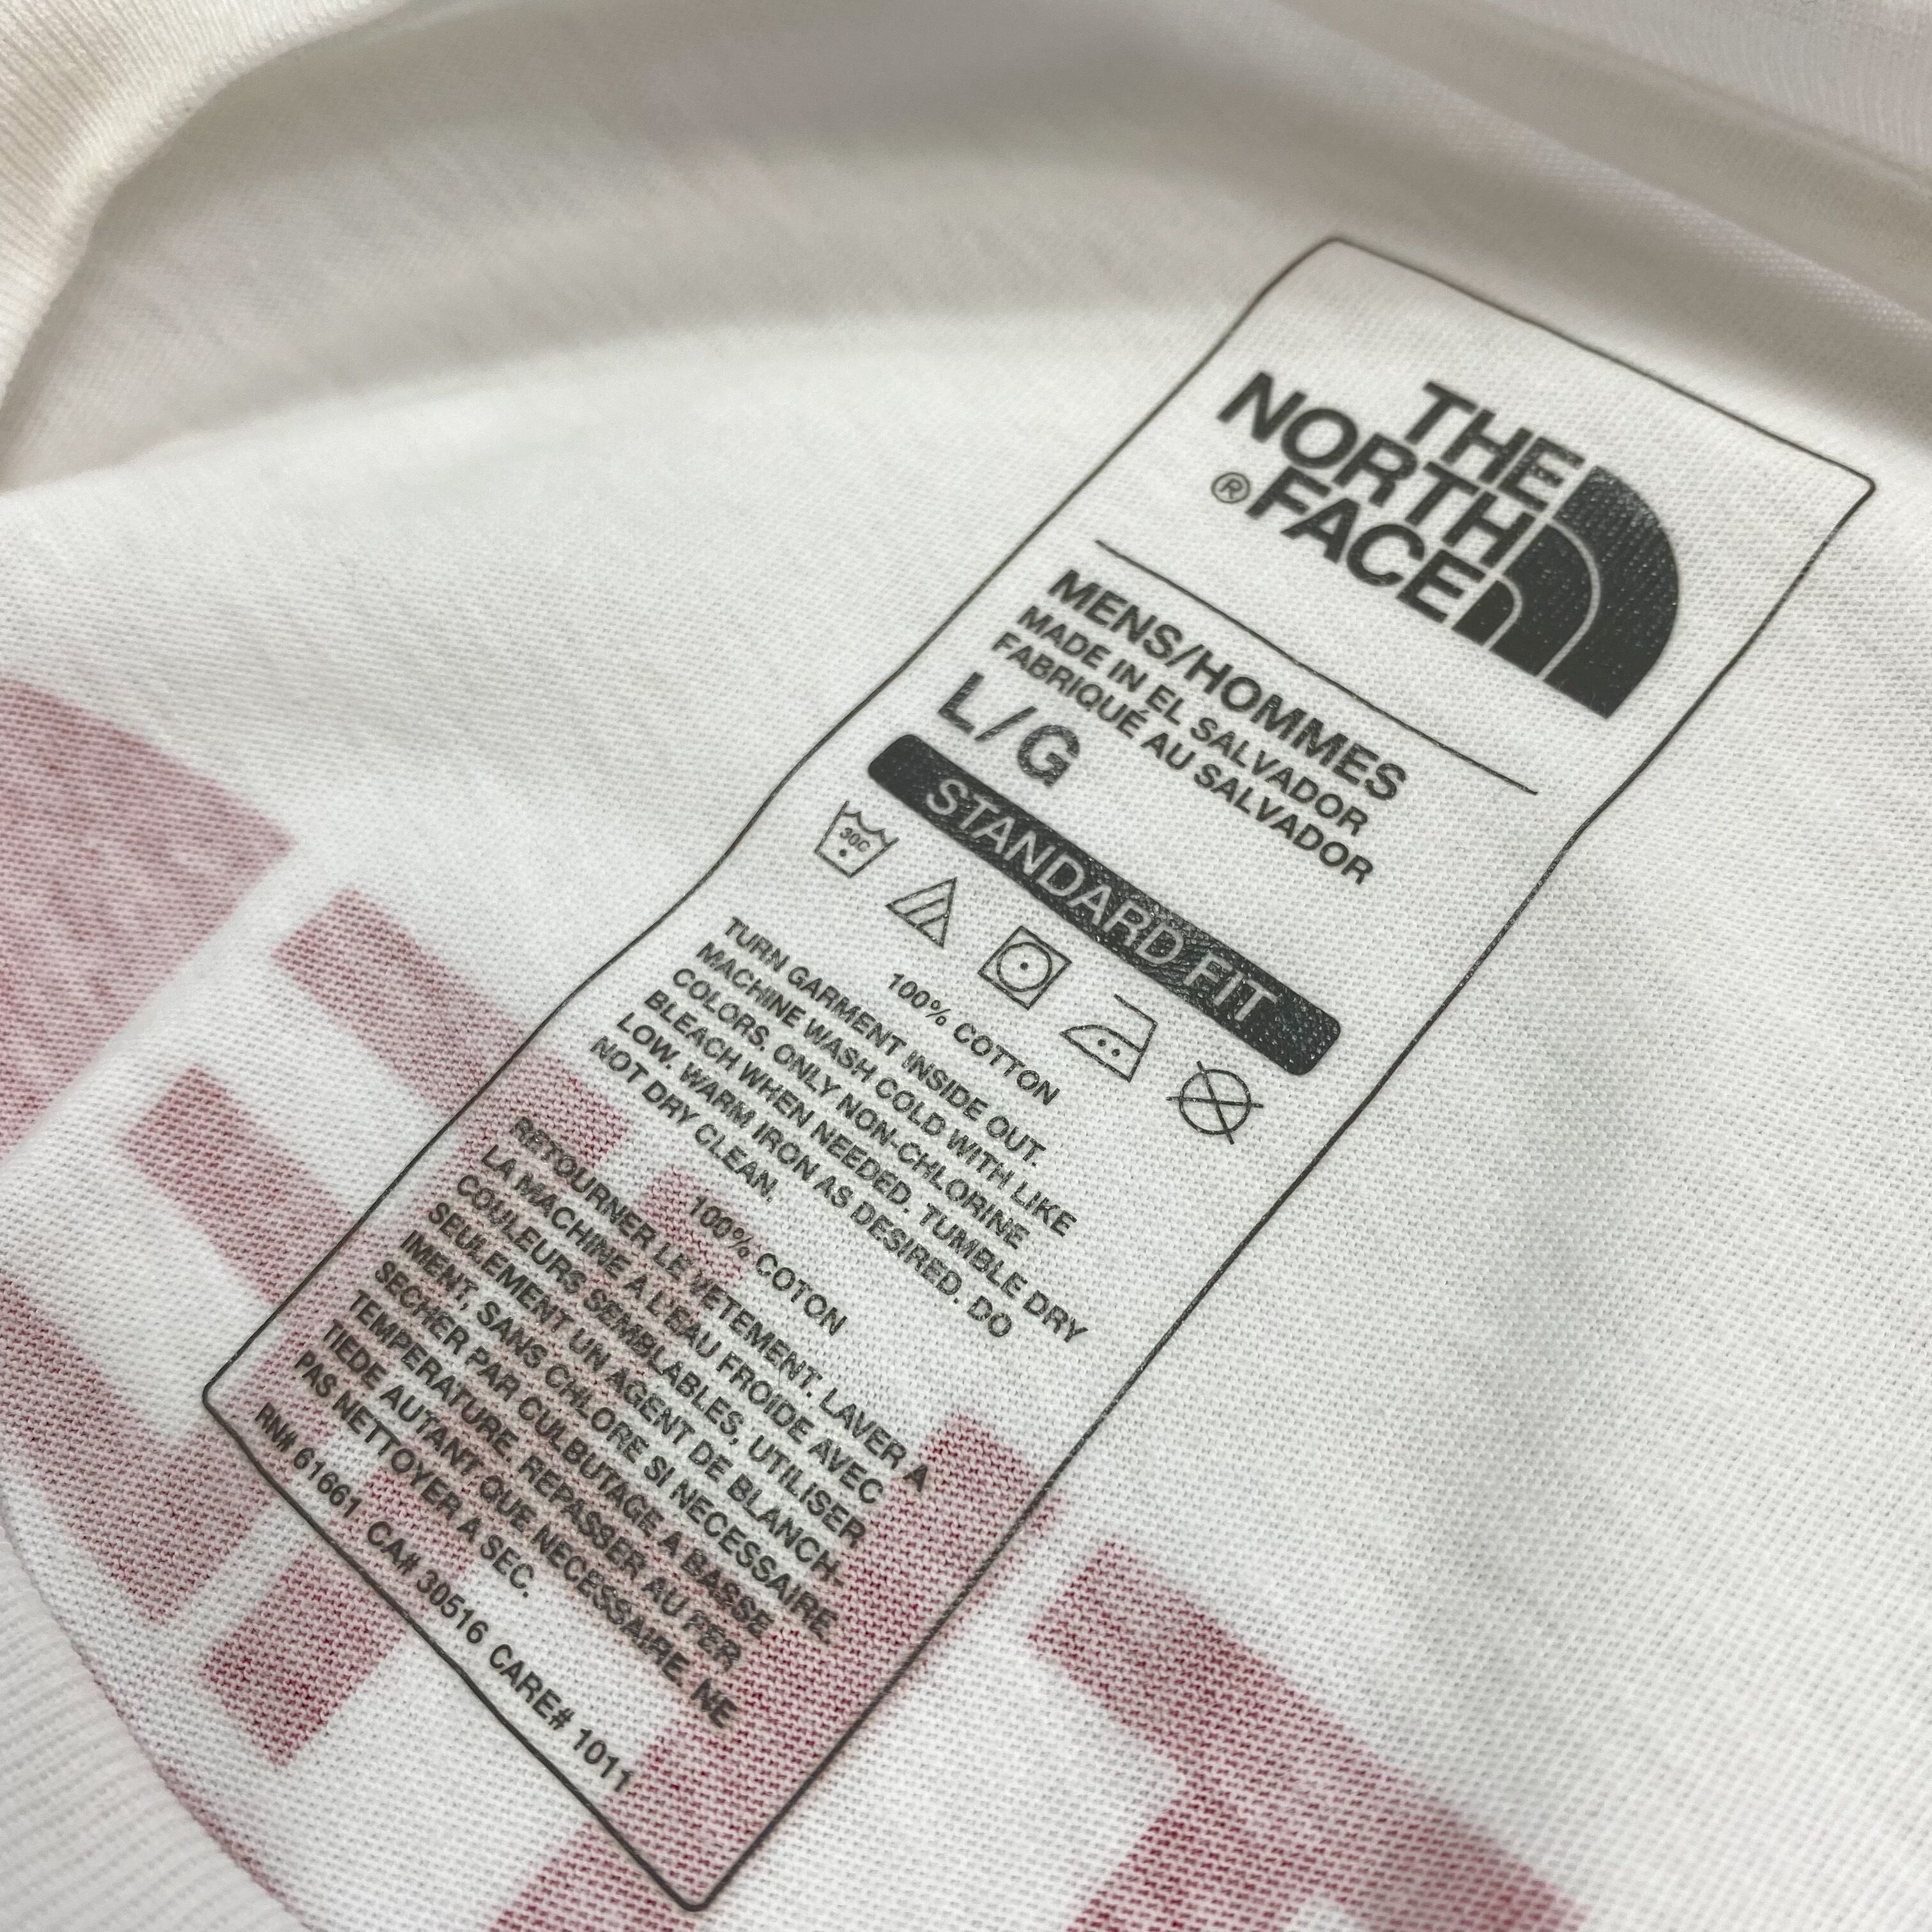 THE
NORTH
®FACE
MENS/HOMMES
MADE IN EL SALVADOR
FABRIQUÉ AU SALVADOR
L/G
STANDARD FIT
30C
100% COTTON
TURN GARMENT INSIDE OUT.
MACHINE WASH COLD WITH LIKE
COLORS. ONLY NON-CHLORINE
BLEACH WHEN NEEDED. TUMBLE DRY
LOW. WARM IRON AS DESIRED. DO
NOT DRY CLEAN.
100% COTON
RETOURNER LE VETEMENT. LAVER A
LA MACHINE A L'EAU FROIDE AVEC
COULEURS SEMBLABLES, UTILISER
SEULEMENT UN AGENT DE BLANCH.
IMENT, SANS CHLORE SI NECESSAIRE.
SECHER PAR CULBUTAGE A BASSE
TEMPERATURE. REPASSER AU FER
TIEDE AUTANT QUE NECESSAIRE. NE
PAS NETTOYER A SEC.
RN# 61661 CA# 30516 CARE# 1011